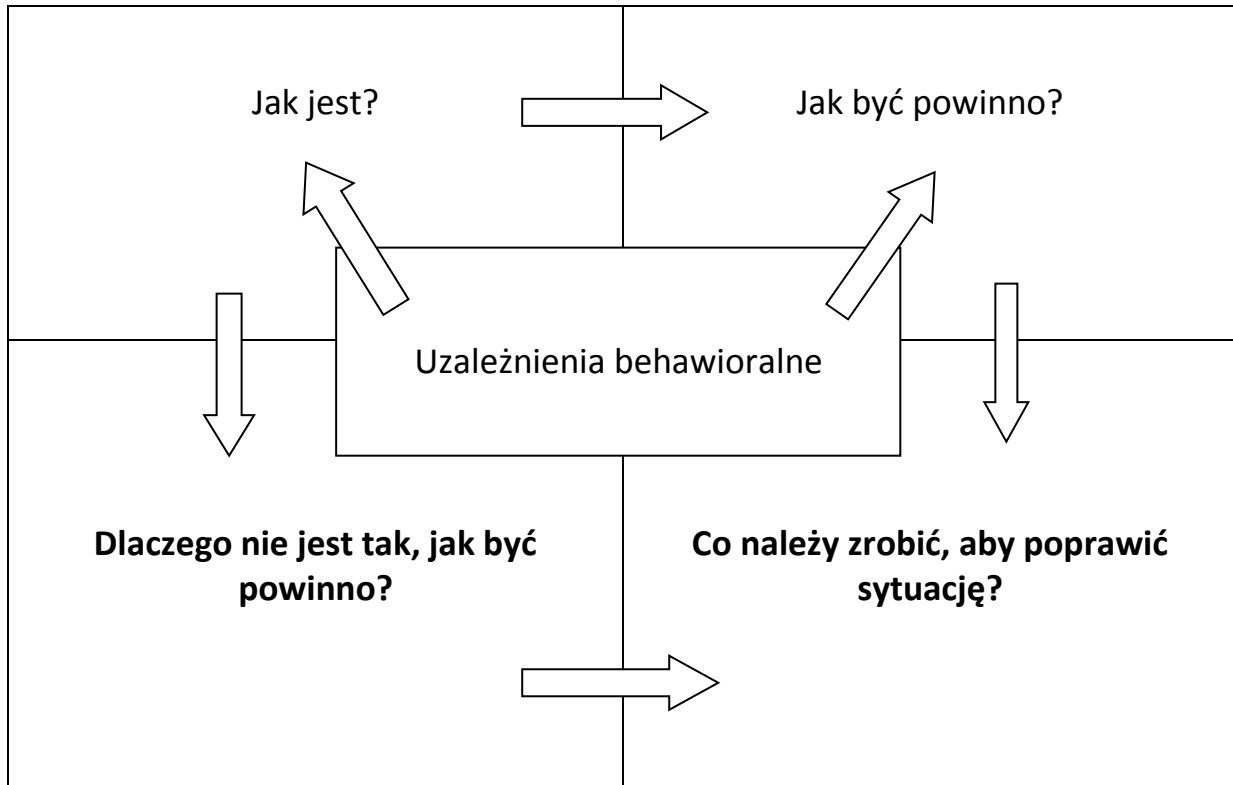 Jak jest?
Jak być powinno?
Uzależnienia behawioralne
Dlaczego nie jest tak, jak być
powinno?
Co należy zrobić, aby poprawić
sytuację?